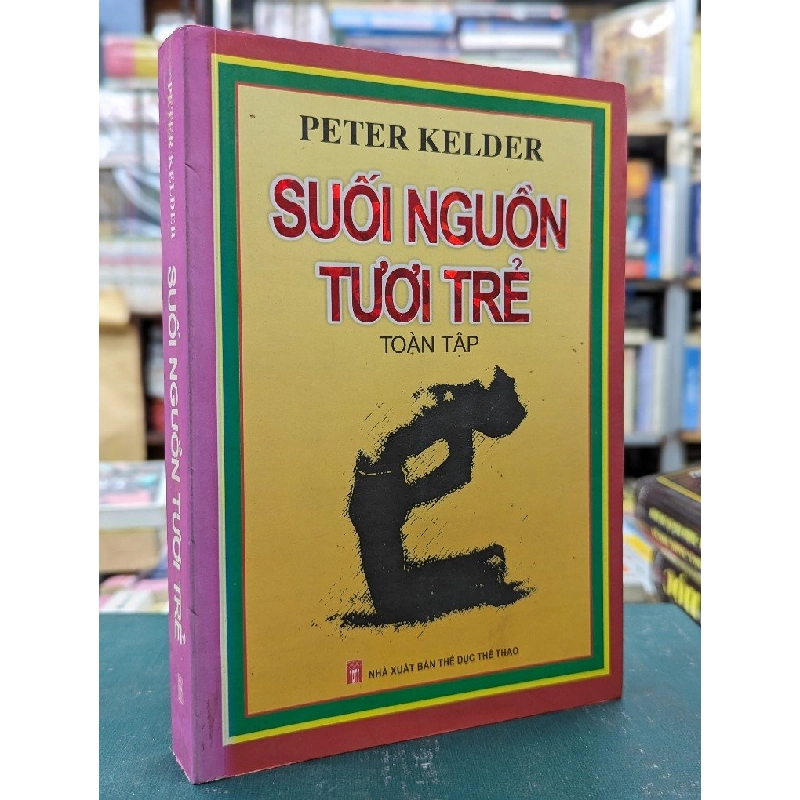 PETER KELDER
SUỐI NGUỒN
TƯƠI TRẺ
TOÀN TẬP
NHÀ XUẤT BẢN THỂ DỤC THỂ THAO
PETER KELDER SUỐI NGUỒN TƯƠI TRẺ